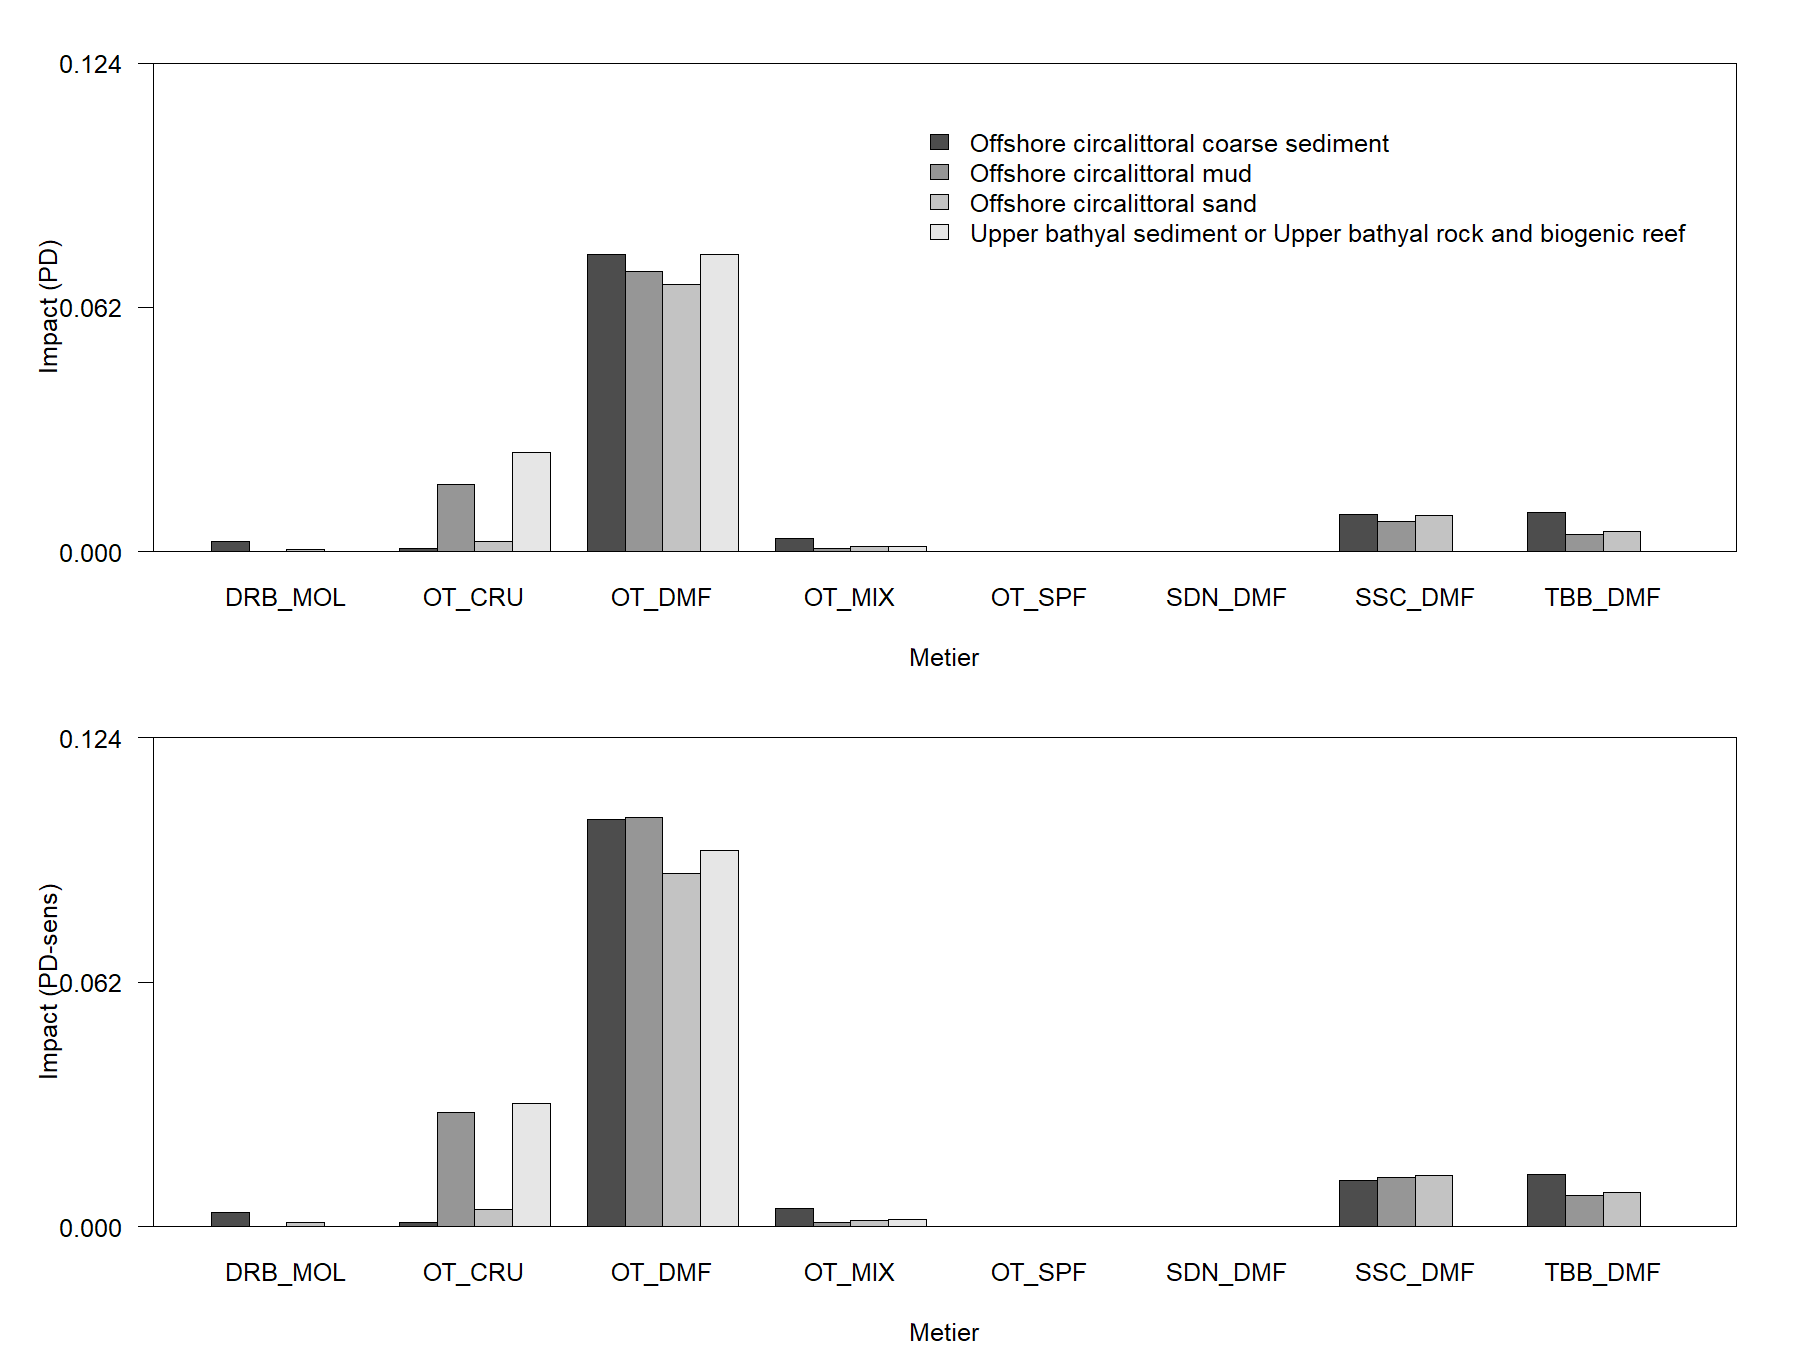 0.124
0.062
0.000
Impact (PD)
Offshore circalittoral coarse sediment
Offshore circalittoral mud
Offshore circalittoral sand
Upper bathyal sediment or Upper bathyal rock and biogenic reef
DRB_MOL OT_CRU OT_DMF OT_MIX OT_SPF SDN_DMF SSC_DMF TBB_DMF
Metier
0.124
0.062
0.000
Impact (PD-sens)
DRB_MOL OT_CRU OT_DMF OT_MIX OT_SPF SDN_DMF SSC_DMF TBB_DMF
Metier